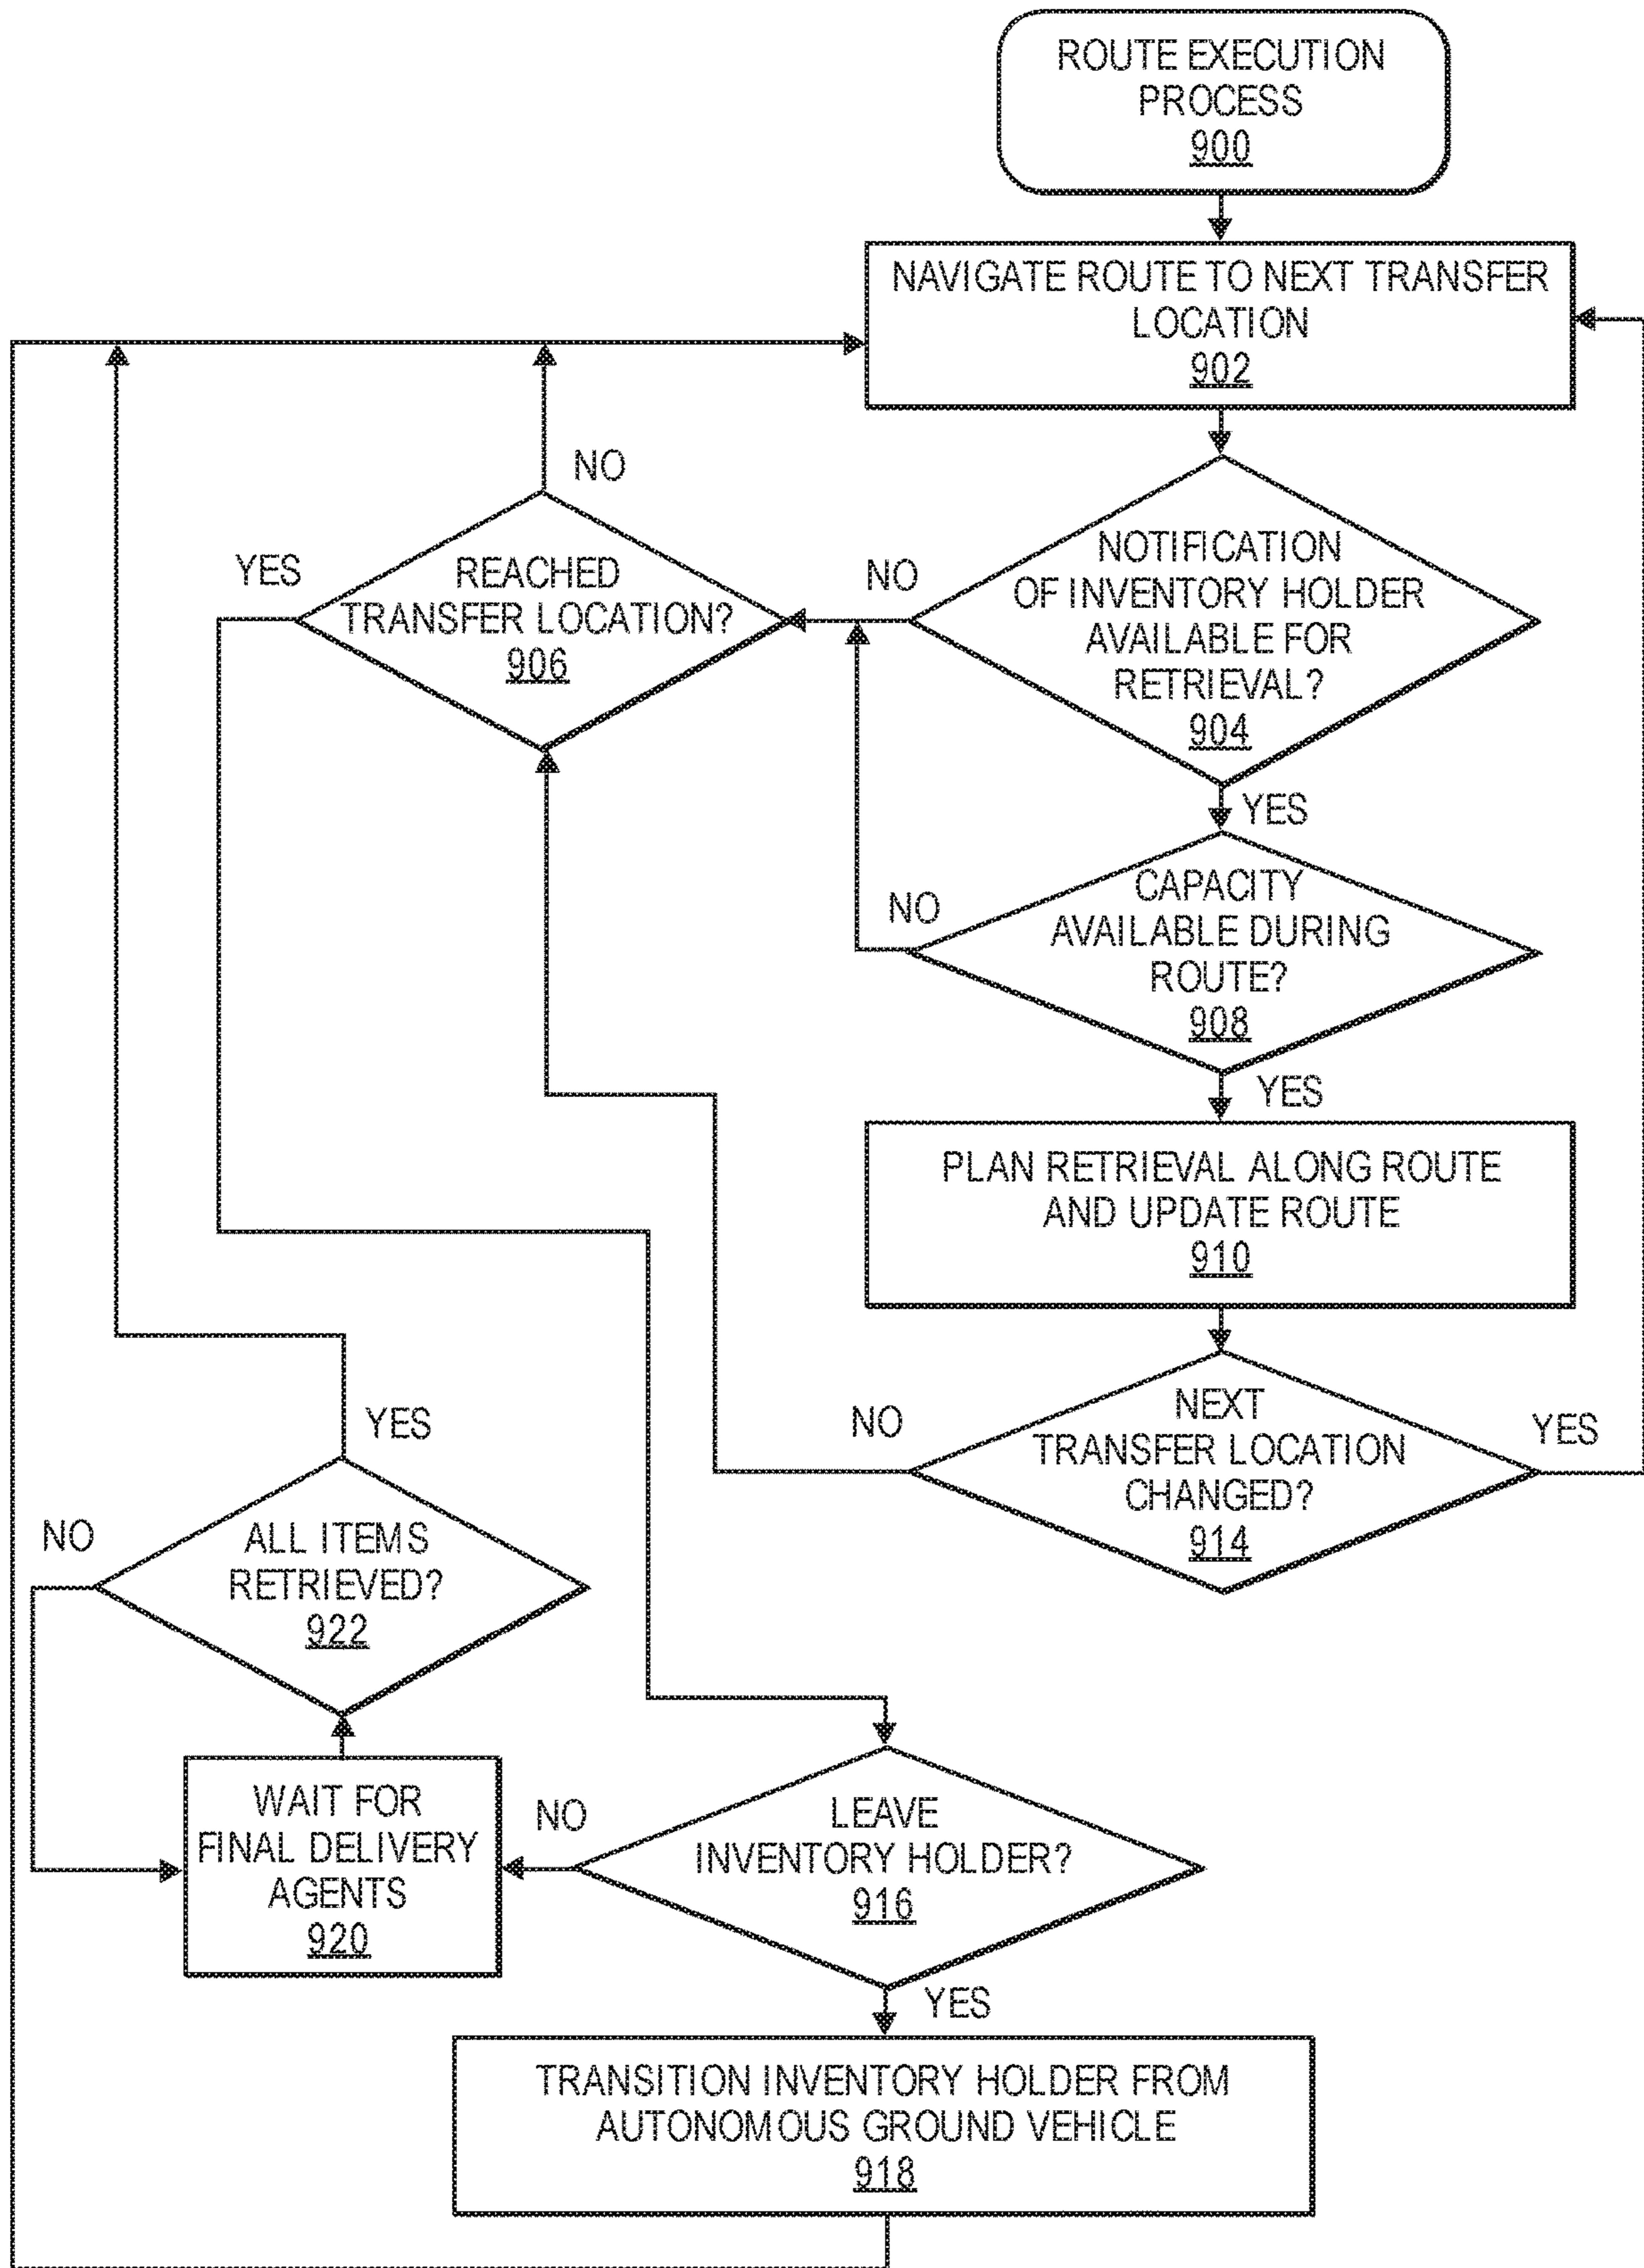 ROUTE EXECUTION
PROCESS
900
NAVIGATE ROUTE TO NEXT TRANSFER
LOCATION
902
NO
YES
REACHED
TRANSFER LOCATION?
906
NO
NOTIFICATION
OF INVENTORY HOLDER
AVAILABLE FOR
RETRIEVAL?
904
YES
NO
CAPACITY
AVAILABLE DURING
ROUTE?
908
YES
PLAN RETRIEVAL ALONG ROUTE
AND UPDATE ROUTE
910
NO
NEXT
TRANSFER LOCATION
CHANGED?
914
YES
YES
NO
ALL ITEMS
RETRIEVED?
922
WAIT FOR
FINAL DELIVERY
AGENTS
920
NO
LEAVE
INVENTORY HOLDER?
916
YES
TRANSITION INVENTORY HOLDER FROM
AUTONOMOUS GROUND VEHICLE
918